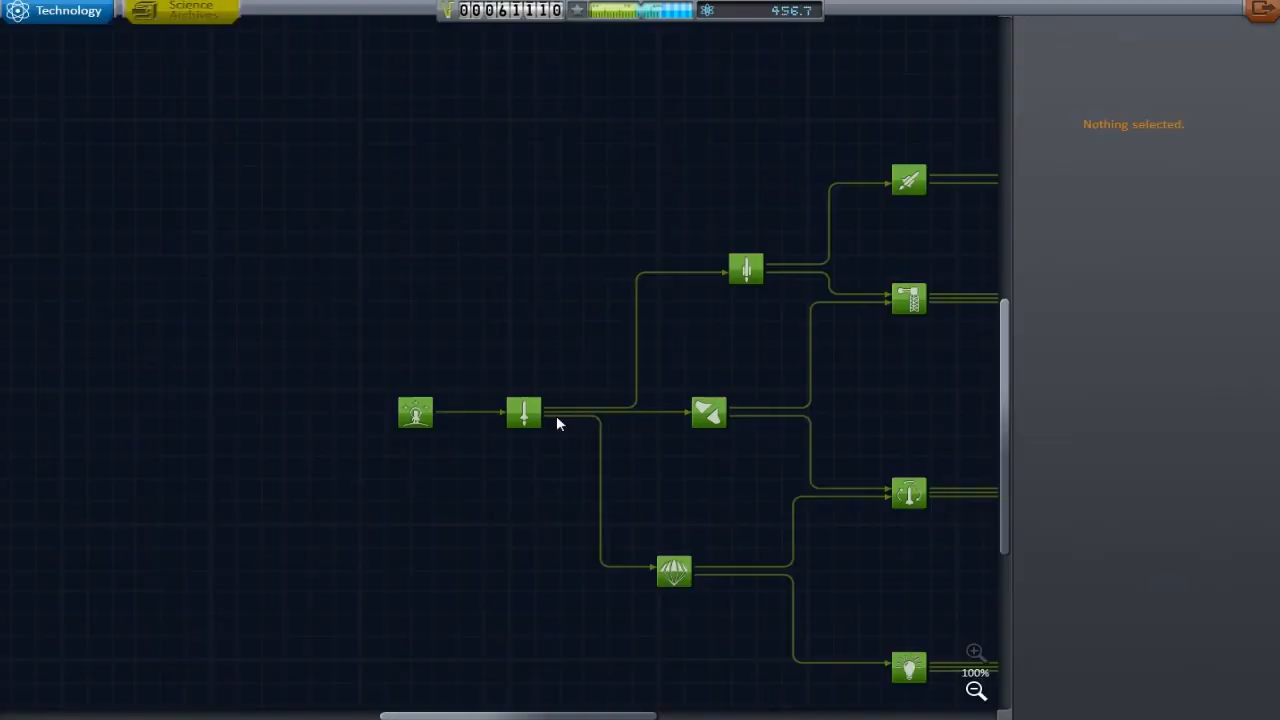 Technology
Science
Archives
00061110
456.7
Nothing selected.
100%